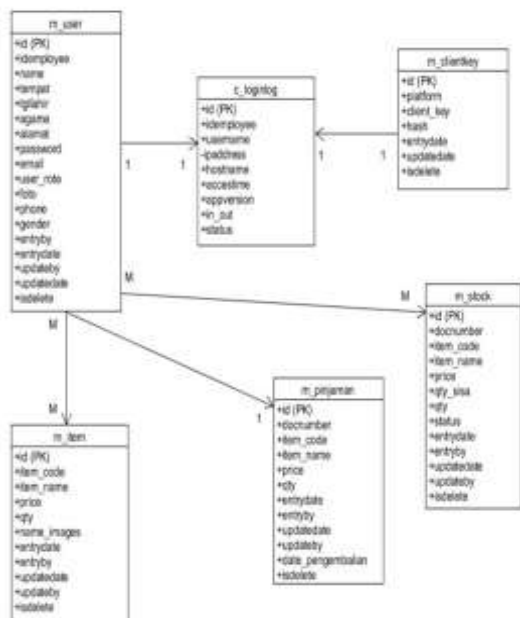 m_user
+id (PK)
+idemployee
+name
+tempat
+tgllahir
+agama
+alamat
+password
+email
+user_role
+foto
+phone
+gender
+entryby
+entrydate
+updateby
+updatedate
+isdelete
c_loginlog
+id (PK)
+idemployee
+username
-ipaddress
+hostname
+accestime
+appversion
+in_out
+status
m_clientkey
+id (PK)
+platform
+client_key
+hash
+entrydate
+updatedate
+isdelete
1
1
1
1
M
M
M
1
M
m_stock
+id (PK)
+docnumber
+item_code
+item_name
+price
+qty_sisa
+qty
+status
+entrydate
+entryby
+updatedate
+updateby
+isdelete
m_pinjaman
+id (PK)
+docnumber
+item_code
+item_name
+price
+qty
+entrydate
+entryby
+updatedate
+updateby
+date_pengembalian
+isdelete
m_item
+id (PK)
+item_code
+item_name
+price
+qty
+name_images
+entrydate
+entryby
+updatedate
+updateby
+isdelete